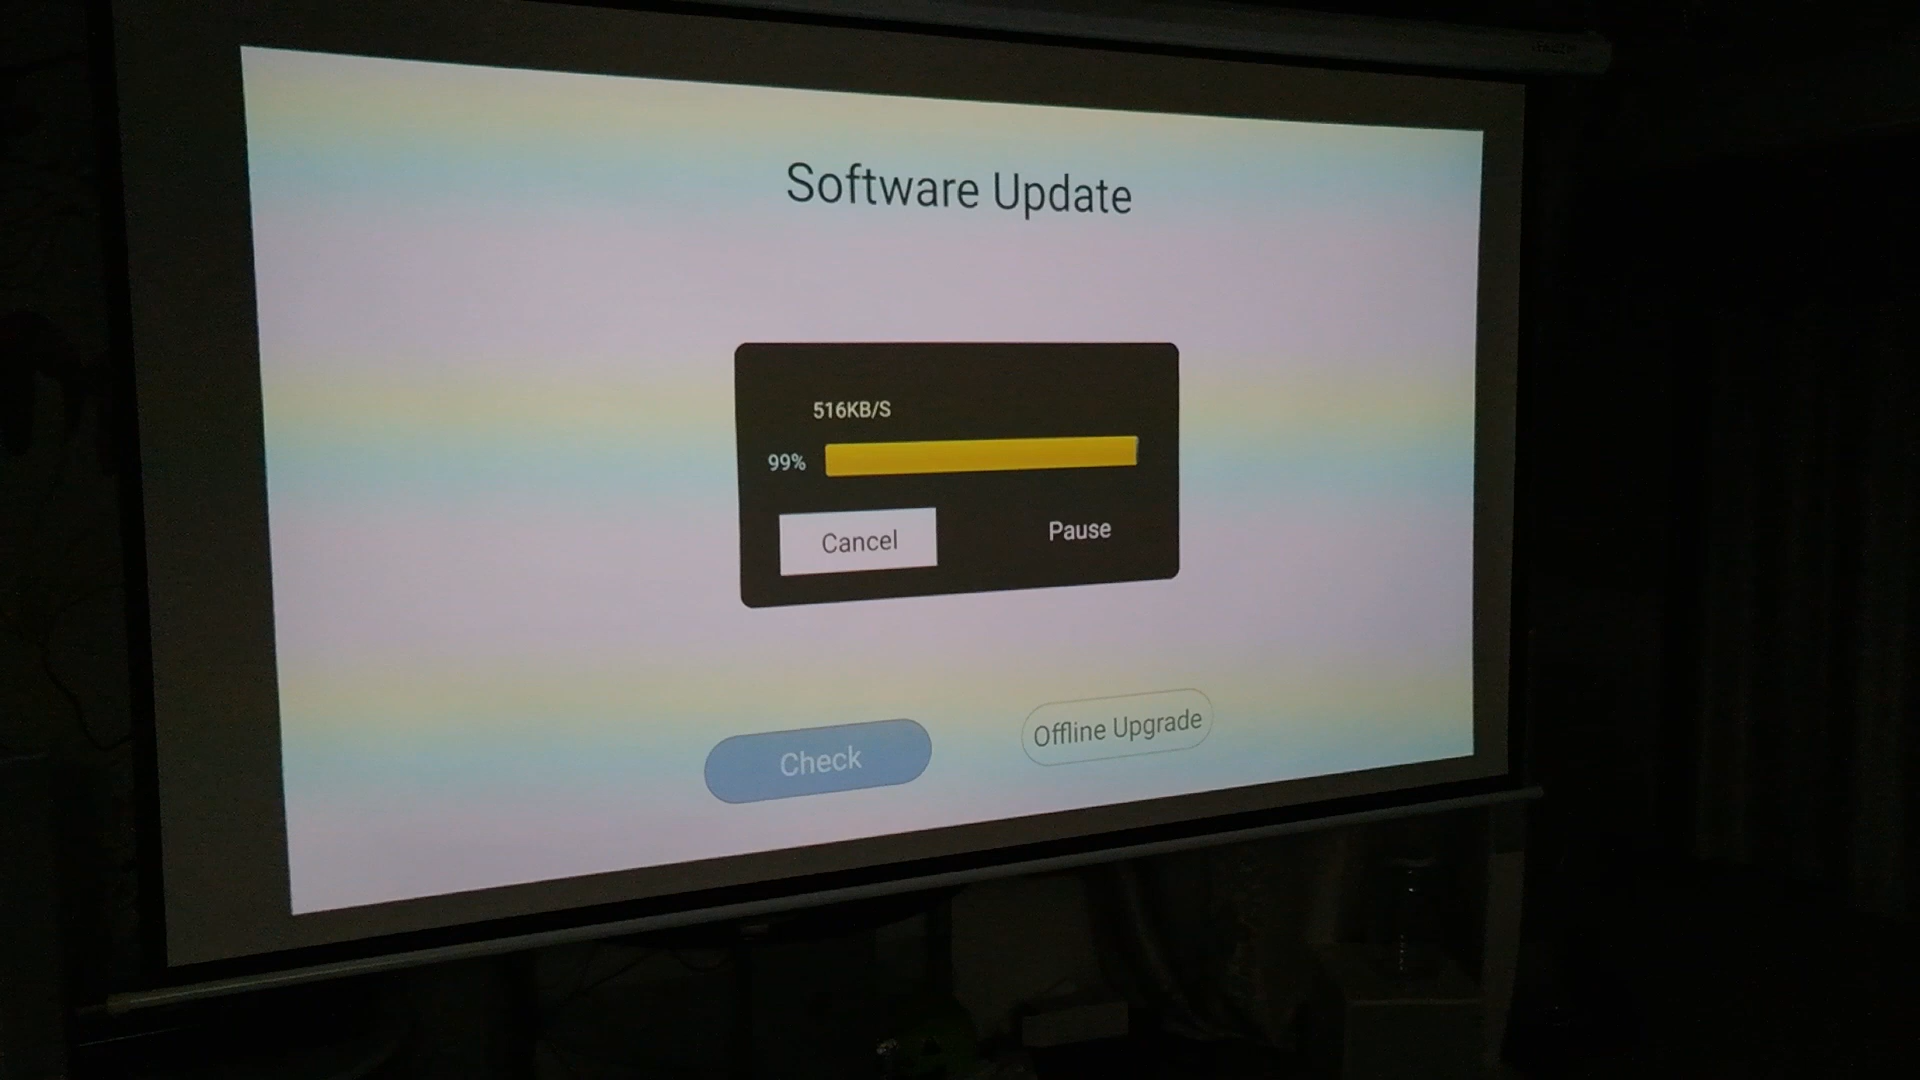 Software Update
516KB/S
99%
Cancel
Pause
Check
Offline Upgrade